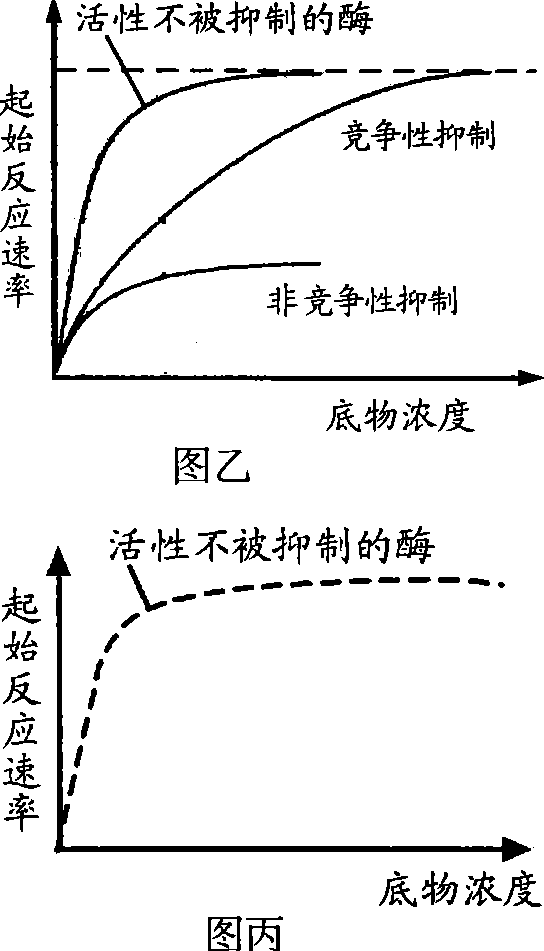 活性不被抑制的酶
起始反应速率
竞争性抑制
非竞争性抑制
底物浓度
图乙
活性不被抑制的酶
起始反应速率
底物浓度
图丙